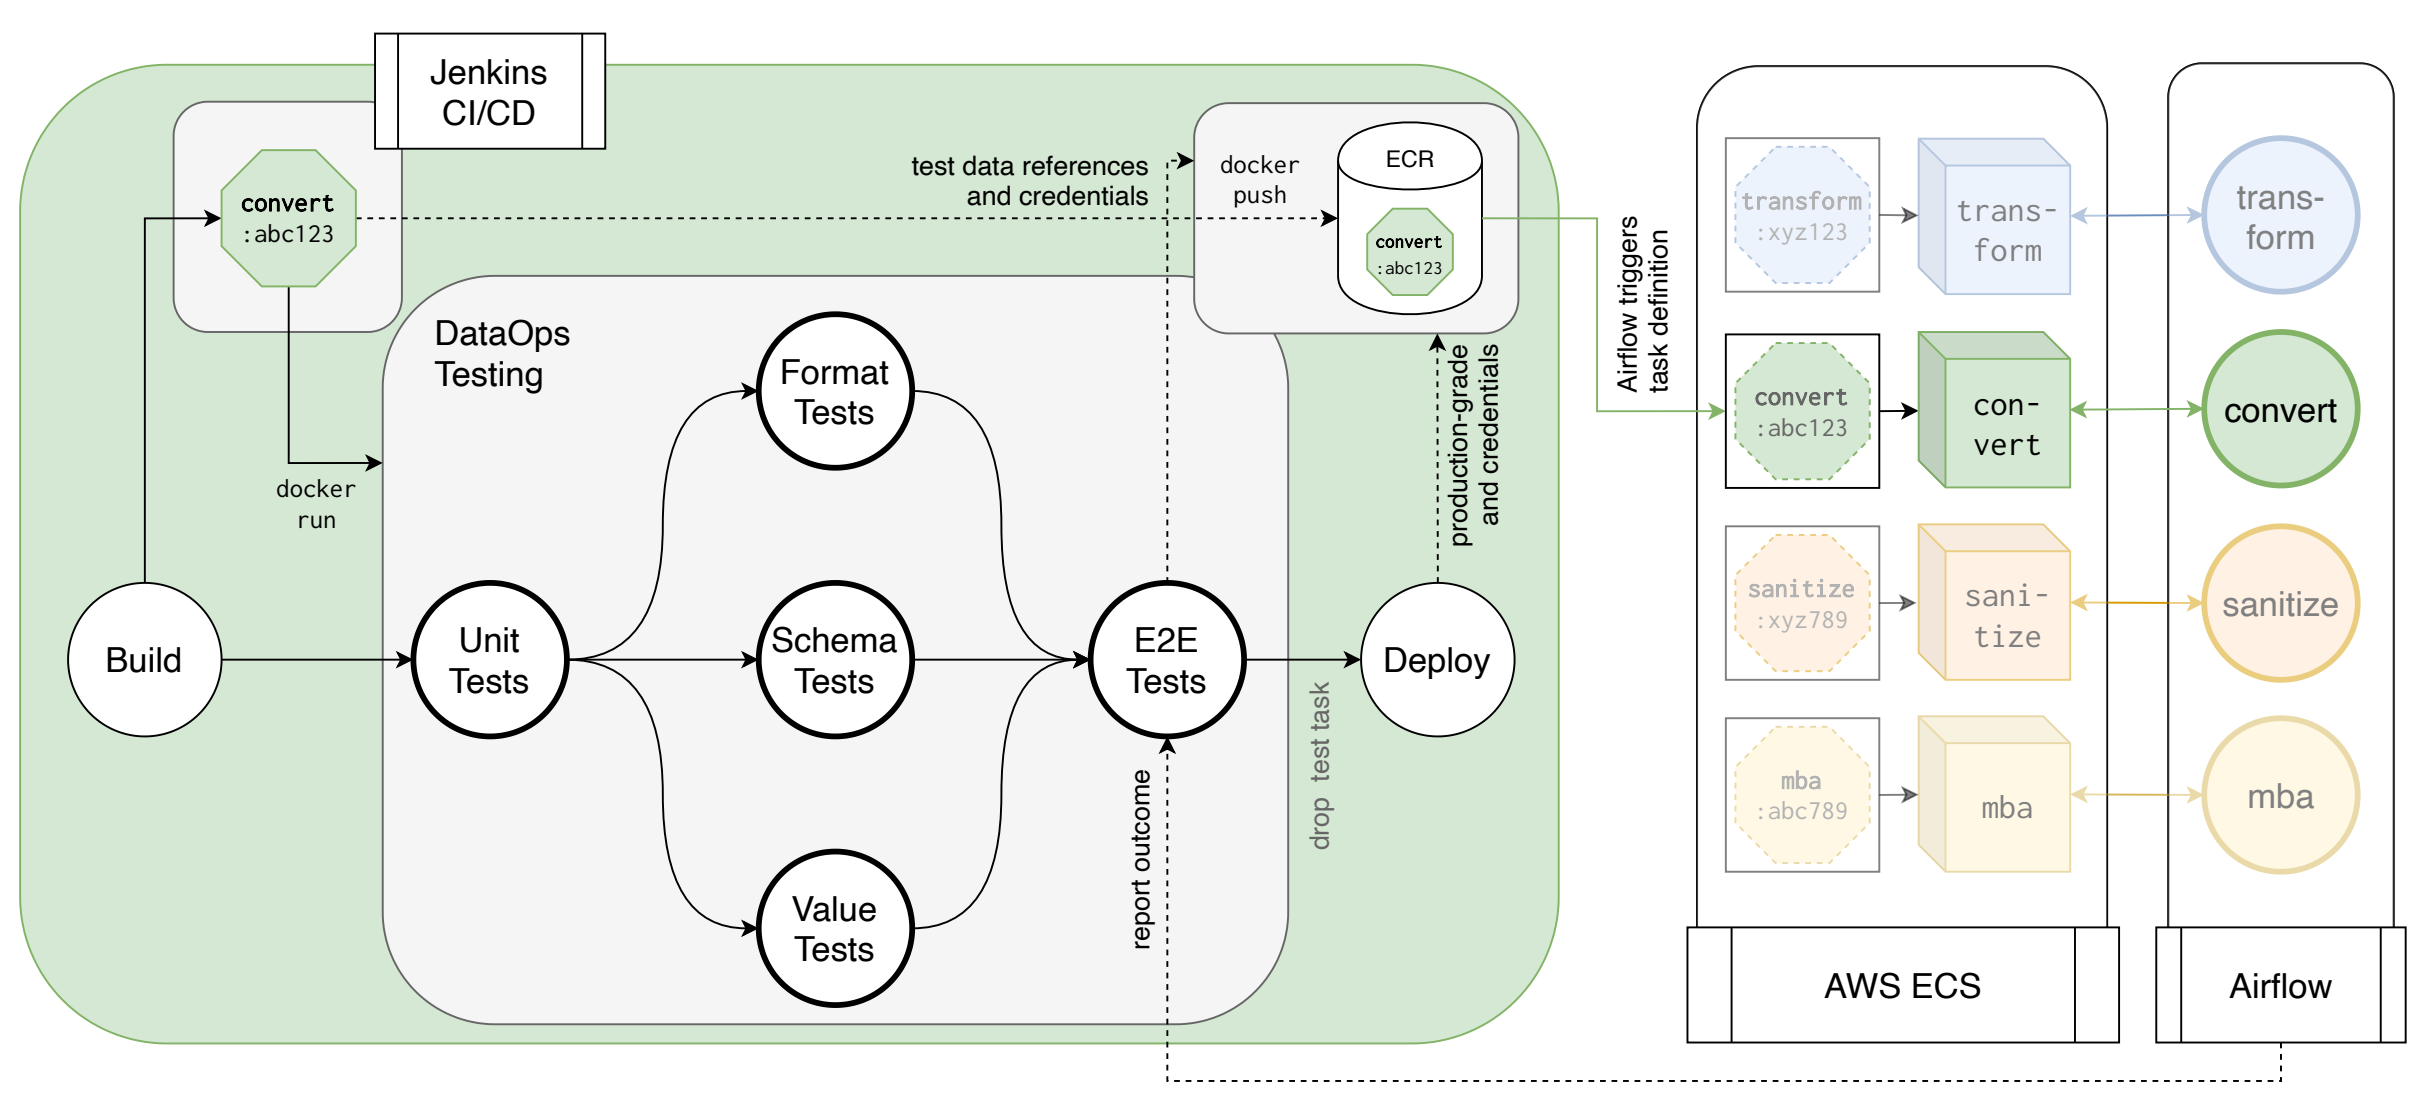 Jenkins
CI/CD
convert
:abc123
docker
run
Build
DataOps
Testing
Unit
Tests
Format
Tests
Schema
Tests
Value
Tests
E2E
Tests
report outcome
test data references
and credentials
docker
push
ECR
convert
:abc123
production-grade
and credentials
drop  test task
Deploy
Airflow triggers
task definition
transform
:xyz123
trans-
form
trans-
form
convert
:abc123
con-
vert
convert
sanitize
:xyz789
sani-
tize
sanitize
mba
:abc789
mba
mba
AWS ECS
Airflow